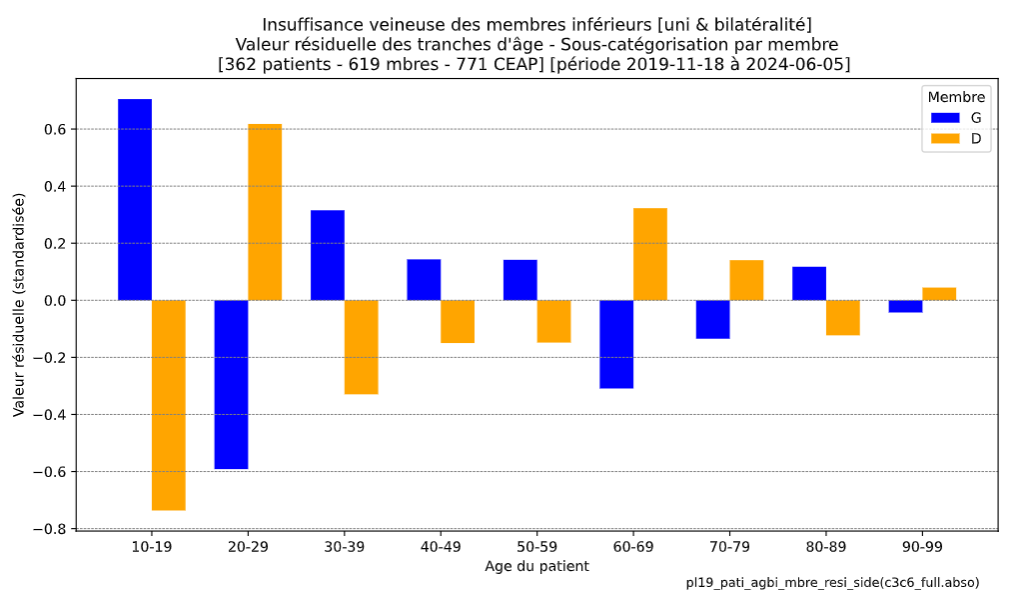 Insuffisance veineuse des membres inférieurs [uni & bilatéralité]
Valeur résiduelle des tranches d'âge - Sous-catégorisation par membre
[362 patients - 619 mbres - 771 CEAP] [période 2019-11-18 à 2024-06-05]
Membre
G
D
Valeur résiduelle (standardisée)
0.6
0.4
0.2
0.0
−0.2
−0.4
−0.6
−0.8
10-19 20-29 30-39 40-49 50-59 60-69 70-79 80-89 90-99
Age du patient
pl19_pati_agbi_mbre_resi_side(c3c6_full.abso)